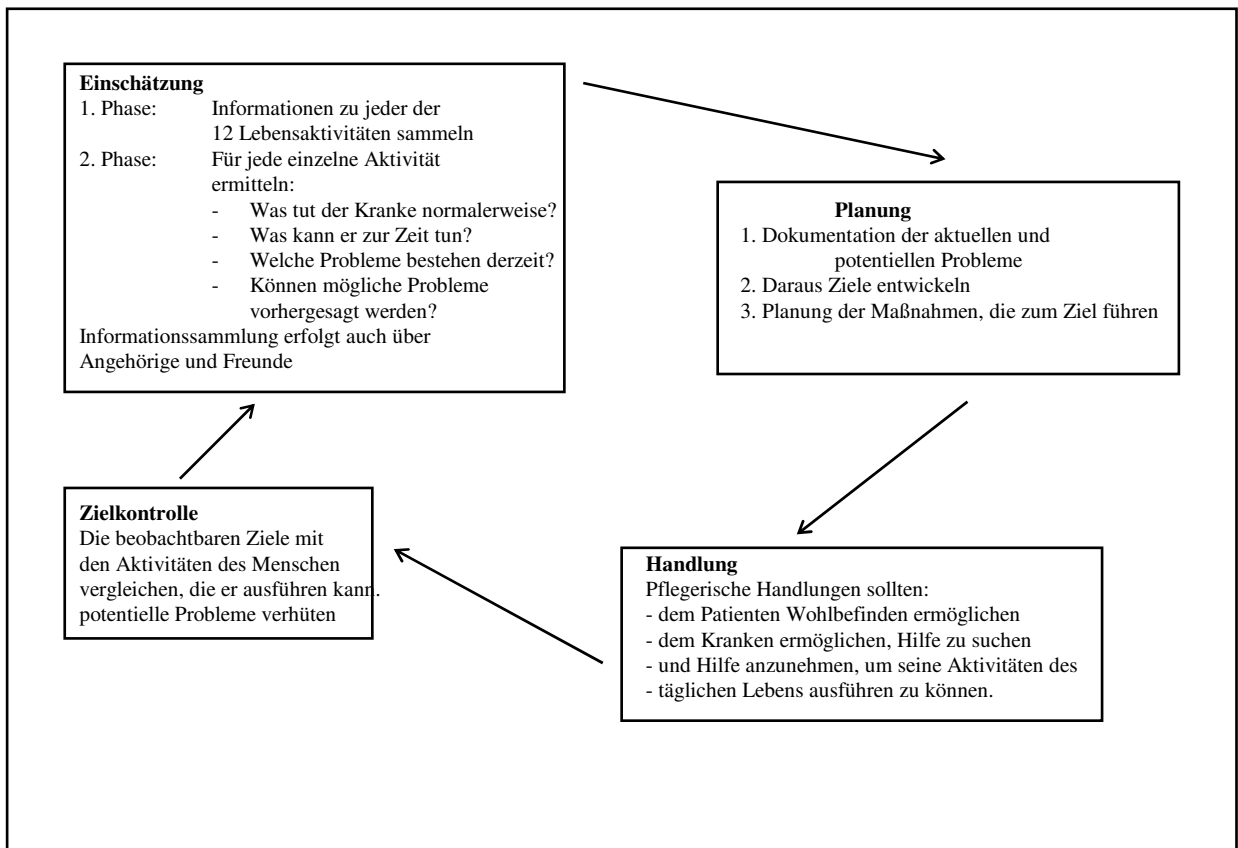 Einschätzung
1. Phase: Informationen zu jeder der
12 Lebensaktivitäten sammeln
2. Phase: Für jede einzelne Aktivität
ermitteln:
- Was tut der Kranke normalerweise?
- Was kann er zur Zeit tun?
- Welche Probleme bestehen derzeit?
- Können mögliche Probleme
vorhergesagt werden?
Informationssammlung erfolgt auch über
Angehörige und Freunde
Planung
1. Dokumentation der aktuellen und
potentiellen Probleme
2. Daraus Ziele entwickeln
3. Planung der Maßnahmen, die zum Ziel führen
Handlung
Pflegerische Handlungen sollten:
- dem Patienten Wohlbefinden ermöglichen
- dem Kranken ermöglichen, Hilfe zu suchen
- und Hilfe anzunehmen, um seine Aktivitäten des
- täglichen Lebens ausführen zu können.
Zielkontrolle
Die beobachtbaren Ziele mit
den Aktivitäten des Menschen
vergleichen, die er ausführen kann.
potentielle Probleme verhüten